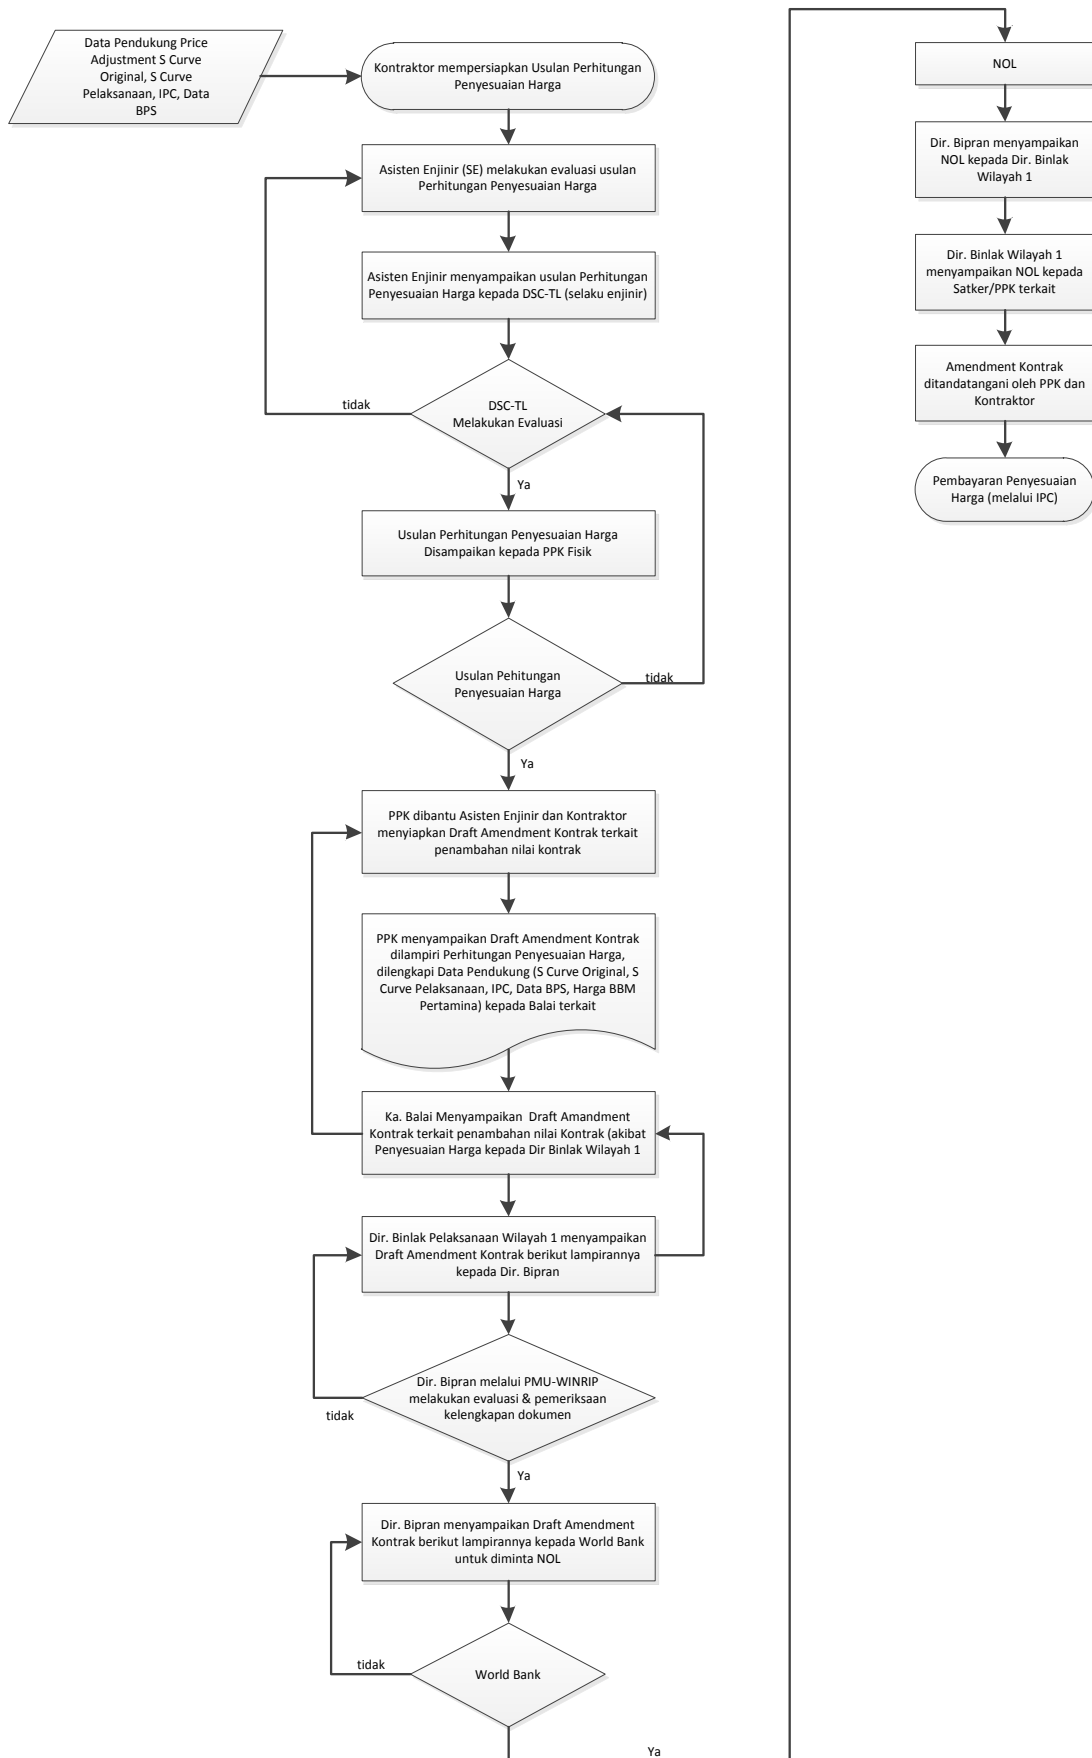 Data Pendukung Price
Adjustment S Curve
Original, S Curve
Pelaksanaan, IPC, Data
BPS
Kontraktor mempersiapkan Usulan Perhitungan
Penyesuaian Harga
Asisten Enjinir (SE) melakukan evaluasi usulan
Perhitungan Penyesuaian Harga
Asisten Enjinir menyampaikan usulan Perhitungan
Penyesuaian Harga kepada DSC-TL (selaku enjinir)
tidak
DSC-TL
Melakukan Evaluasi
Ya
Usulan Perhitungan Penyesuaian Harga
Disampaikan kepada PPK Fisik
Usulan Pehitungan
Penyesuaian Harga
tidak
Ya
PPK dibantu Asisten Enjinir dan Kontraktor
menyiapkan Draft Amendment Kontrak terkait
penambahan nilai kontrak
PPK menyampaikan Draft Amendment Kontrak
dilampiri Perhitungan Penyesuaian Harga,
dilengkapi Data Pendukung (S Curve Original, S
Curve Pelaksanaan, IPC, Data BPS, Harga BBM
Pertamina) kepada Balai terkait
Ka. Balai Menyampaikan Draft Amandment
Kontrak terkait penambahan nilai Kontrak (akibat
Penyesuaian Harga kepada Dir Binlak Wilayah 1
Dir. Binlak Pelaksanaan Wilayah 1 menyampaikan
Draft Amendment Kontrak berikut lampirannya
kepada Dir. Bipran
Dir. Bipran melalui PMU-WINRIP
melakukan evaluasi & pemeriksaan
kelengkapan dokumen
tidak
Ya
Dir. Bipran menyampaikan Draft Amendment
Kontrak berikut lampirannya kepada World Bank
untuk diminta NOL
tidak
World Bank
Ya
NOL
Dir. Bipran menyampaikan
NOL kepada Dir. Binlak
Wilayah 1
Dir. Binlak Wilayah 1
menyampaikan NOL kepada
Satker/PPK terkait
Amendment Kontrak
ditandatangani oleh PPK dan
Kontraktor
Pembayaran Penyesuaian
Harga (melalui IPC)